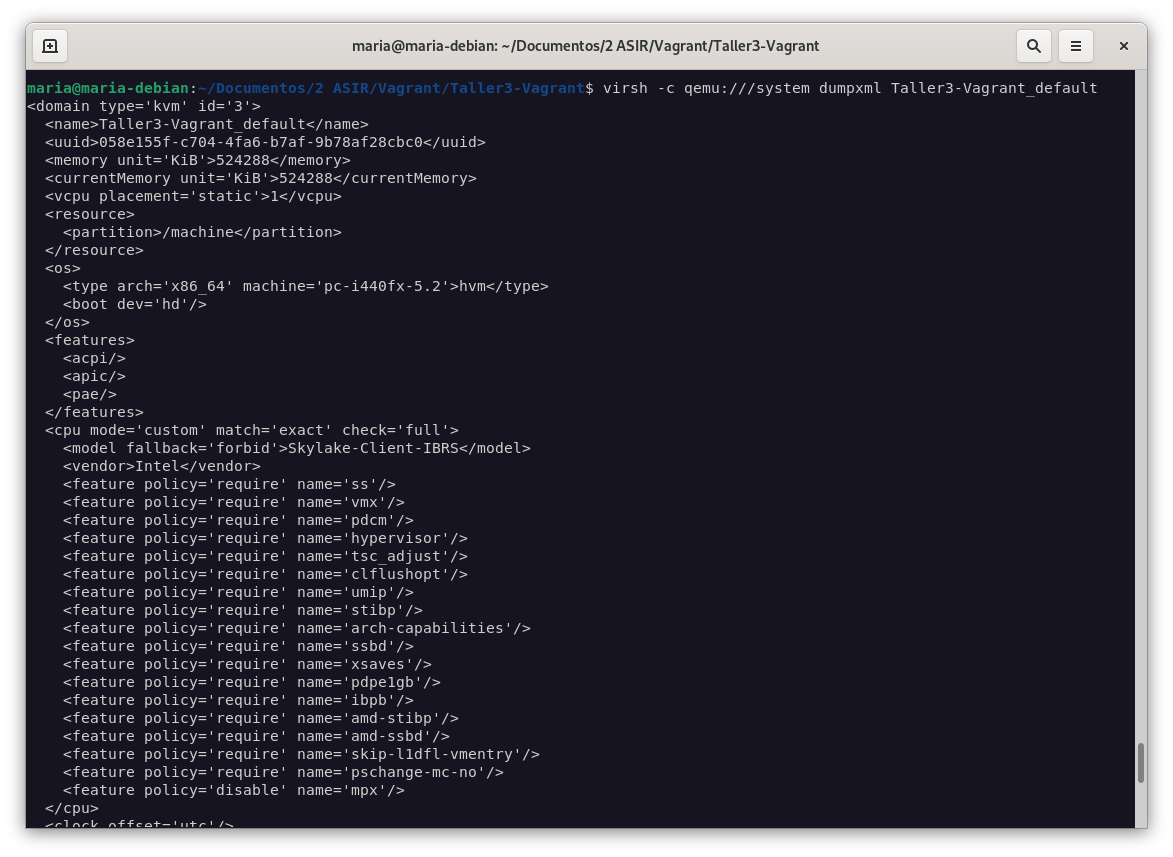 maria@maria-debian: ~/Documentos/2 ASIR/Vagrant/Taller3-Vagrant
maria@maria-debian:~/Documentos/2 ASIR/Vagrant/Taller3-Vagrant$ virsh -c qemu:///system dumpxml Taller3-Vagrant_default
<domain type='kvm' id='3'>
  <name>Taller3-Vagrant_default</name>
  <uuid>058e155f-c704-4fa6-b7af-9b78af28cbc0</uuid>
  <memory unit='KiB'>524288</memory>
  <currentMemory unit='KiB'>524288</currentMemory>
  <vcpu placement='static'>1</vcpu>
  <resource>
    <partition>/machine</partition>
  </resource>
  <os>
    <type arch='x86_64' machine='pc-i440fx-5.2'>hvm</type>
    <boot dev='hd'/>
  </os>
  <features>
    <acpi/>
    <apic/>
    <pae/>
  </features>
  <cpu mode='custom' match='exact' check='full'>
    <model fallback='forbid'>Skylake-Client-IBRS</model>
    <vendor>Intel</vendor>
    <feature policy='require' name='ss'/>
    <feature policy='require' name='vmx'/>
    <feature policy='require' name='pdcm'/>
    <feature policy='require' name='hypervisor'/>
    <feature policy='require' name='tsc_adjust'/>
    <feature policy='require' name='clflushopt'/>
    <feature policy='require' name='umip'/>
    <feature policy='require' name='stibp'/>
    <feature policy='require' name='arch-capabilities'/>
    <feature policy='require' name='ssbd'/>
    <feature policy='require' name='xsaves'/>
    <feature policy='require' name='pdpe1gb'/>
    <feature policy='require' name='ibpb'/>
    <feature policy='require' name='amd-stibp'/>
    <feature policy='require' name='amd-ssbd'/>
    <feature policy='require' name='skip-l1dfl-vmentry'/>
    <feature policy='require' name='pschange-mc-no'/>
    <feature policy='disable' name='mpx'/>
  </cpu>
  <clock offset='utc'/>